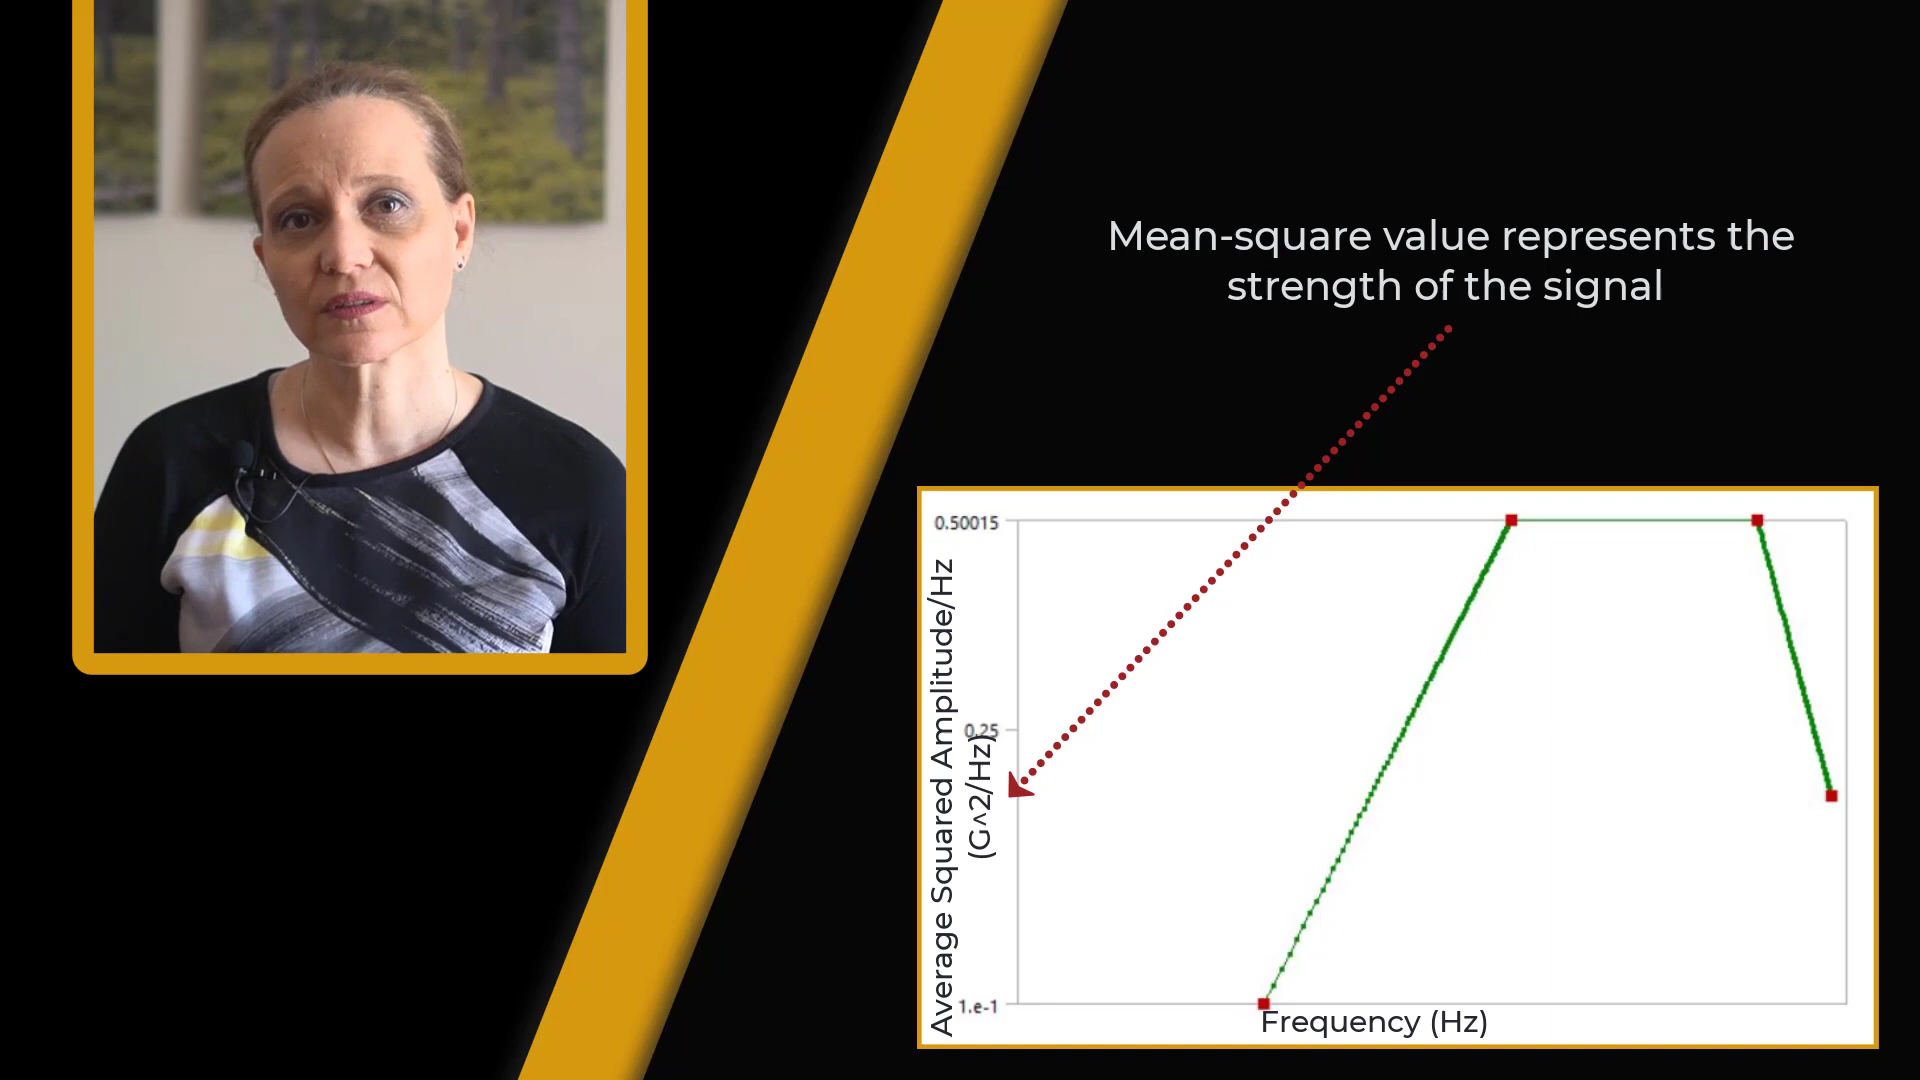 Mean-square value represents the
strength of the signal
0.50015
0.25
1.e-1
Average Squared Amplitude/Hz
(G^2/Hz)
Frequency (Hz)